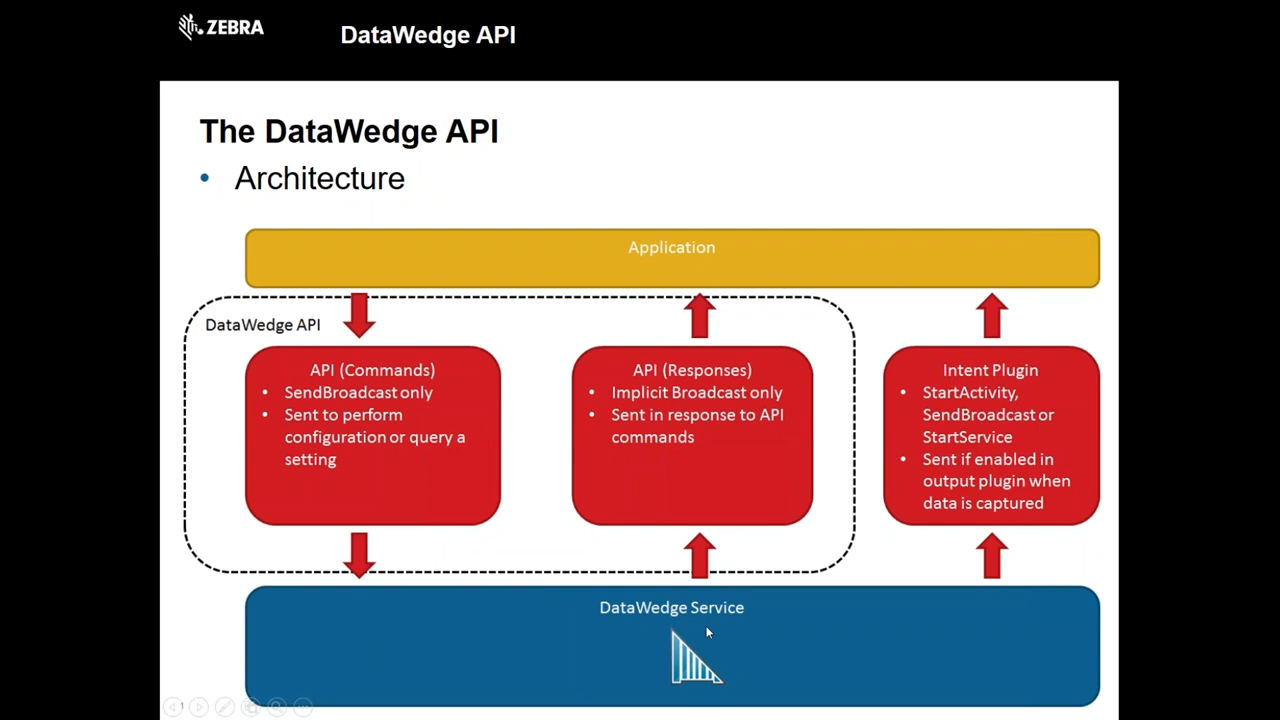 ZEBRA
DataWedge API
The DataWedge API
• Architecture
Application
DataWedge API
API (Commands)
• SendBroadcast only
• Sent to perform
configuration or query a
setting
API (Responses)
• Implicit Broadcast only
• Sent in response to API
commands
Intent Plugin
• StartActivity,
SendBroadcast or
StartService
• Sent if enabled in
output plugin when
data is captured
DataWedge Service